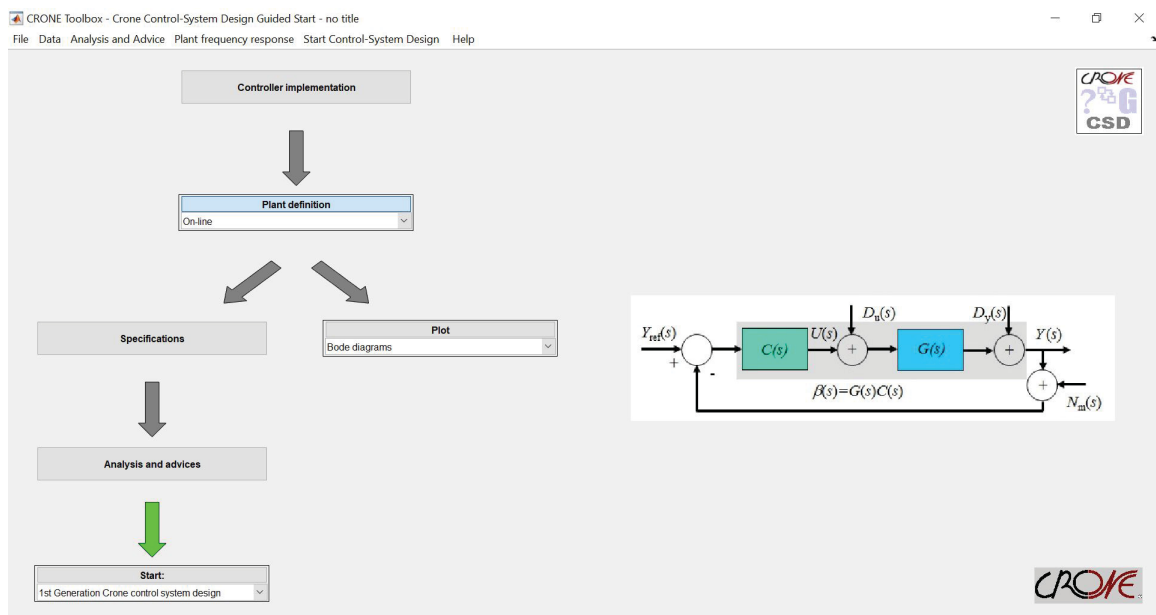 CRONE Toolbox - Crone Control-System Design Guided Start - no title
File Data Analysis and Advice Plant frequency response Start Control-System Design Help
Controller implementation
CRONE
? G
CSD
Plant definition
On-line
Specifications
Plot
Bode diagrams
Dᵤ(s) Dᵧ(s)
Y_ref(s) U(s) Y(s)
C(s) + G(s) +
+ - +
β(s)=G(s)C(s)
Nₘ(s)
Analysis and advices
Start:
1st Generation Crone control system design
CRONE